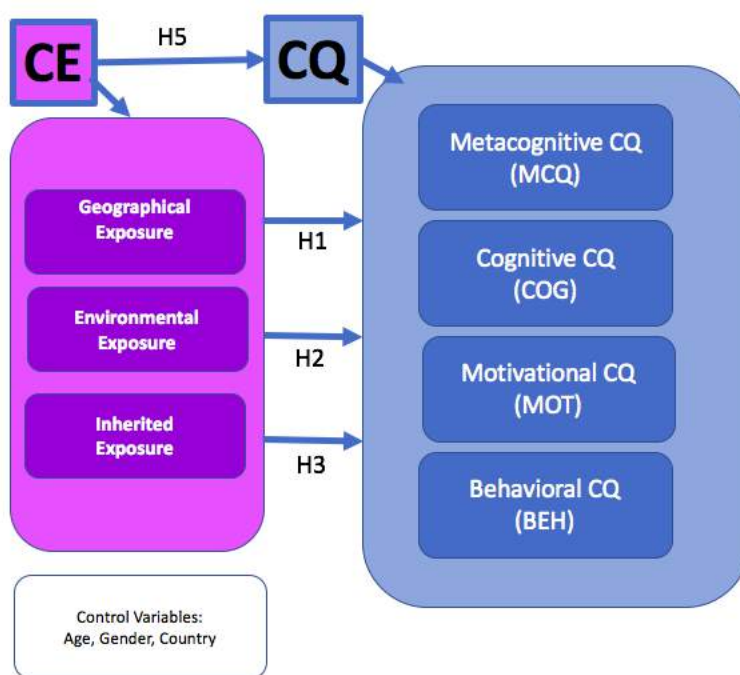 CE
H5
CQ
Geographical
Exposure
Environmental
Exposure
Inherited
Exposure
H1
H2
H3
Metacognitive CQ
(MCQ)
Cognitive CQ
(COG)
Motivational CQ
(MOT)
Behavioral CQ
(BEH)
Control Variables:
Age, Gender, Country